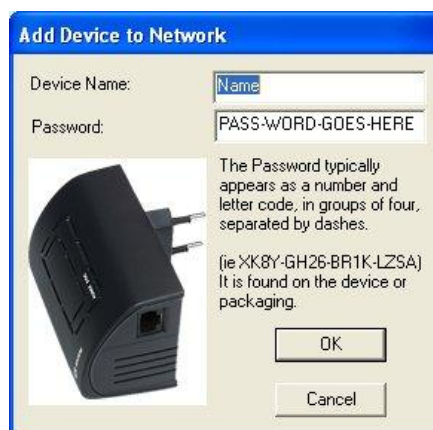 Add Device to Network
Device Name:
Name
Password:
PASS-WORD-GOES-HERE
The Password typically
appears as a number and
letter code, in groups of four,
separated by dashes.
(ie XK8Y-GH26-BR1K-LZSA)
It is found on the device or
packaging.
OK
Cancel